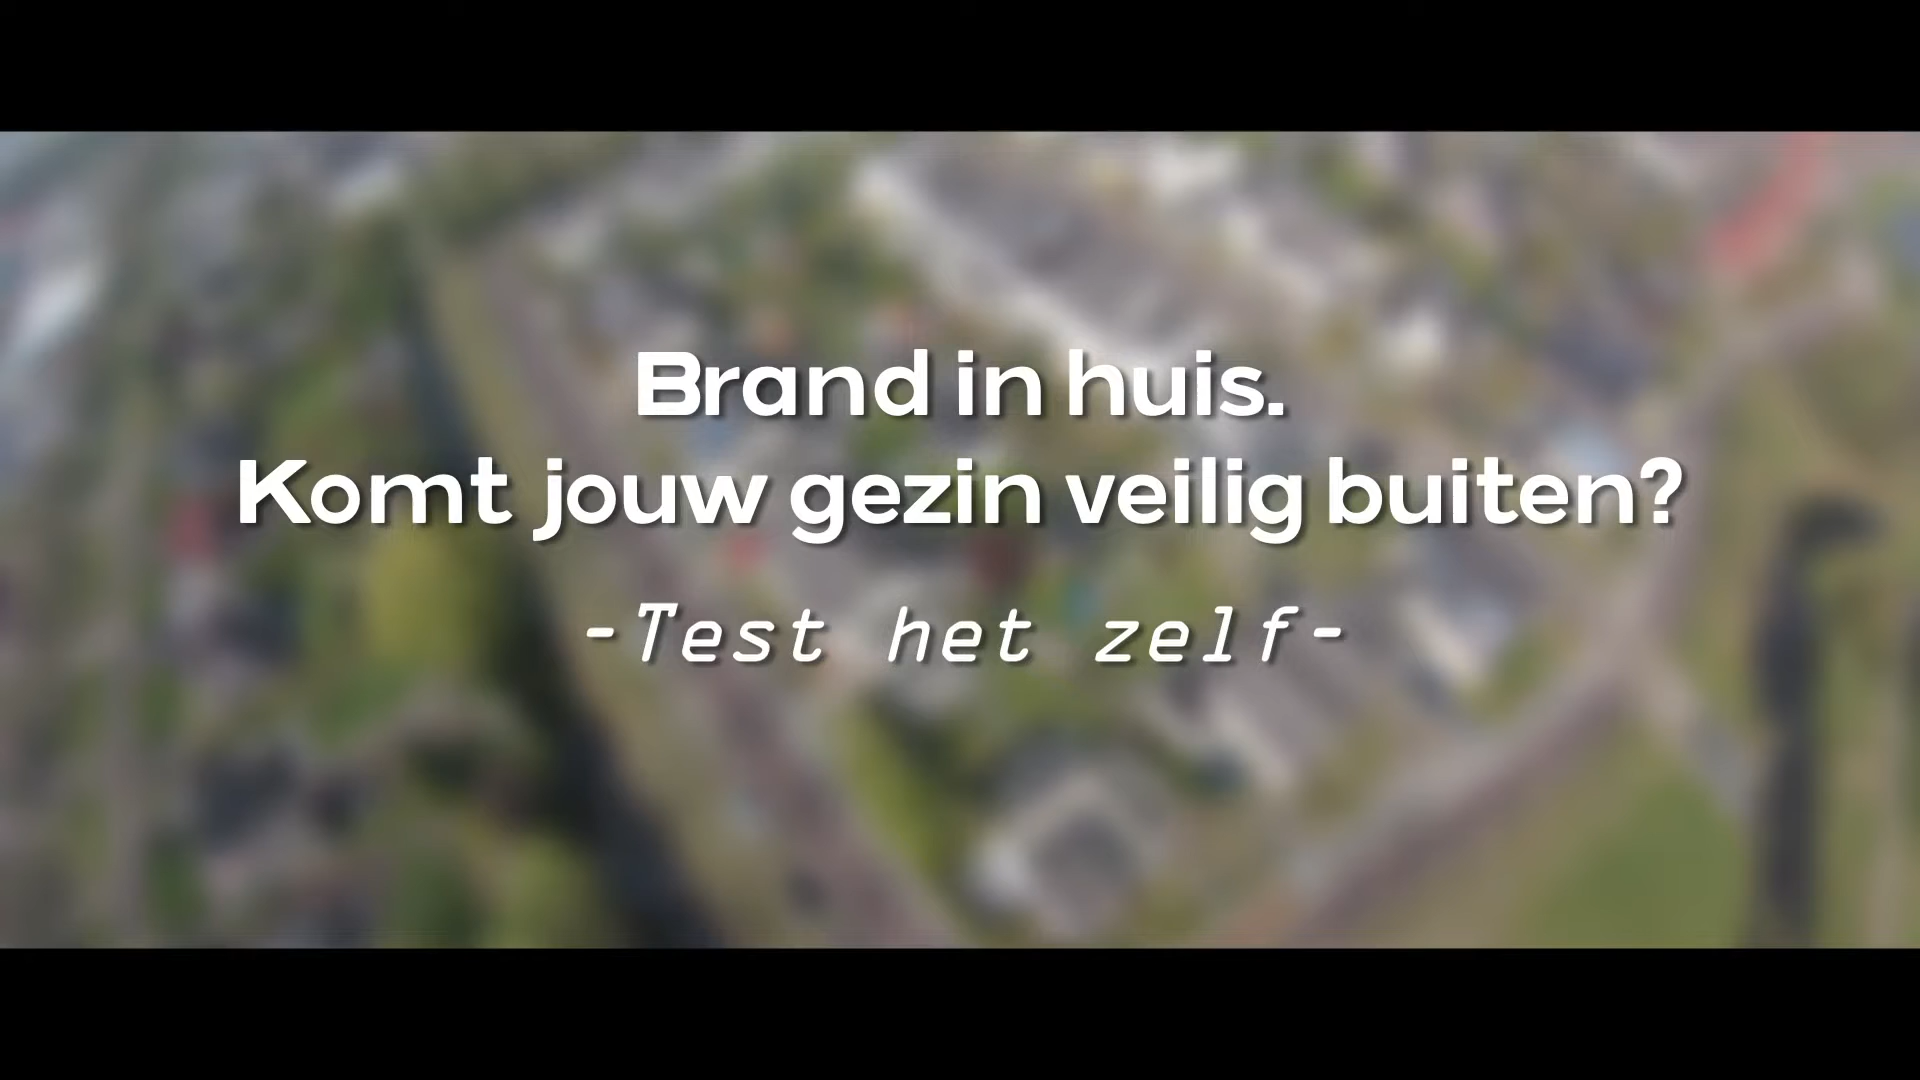 Brand in huis.
Komt jouw gezin veilig buiten?
-Test het zelf-